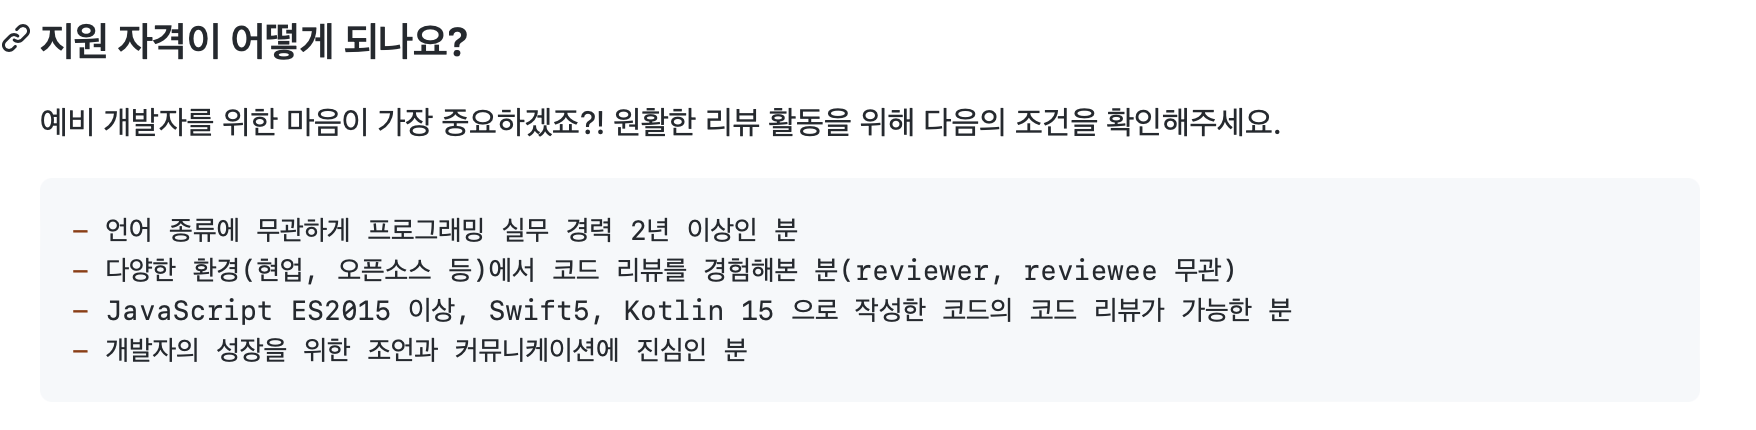 지원 자격이 어떻게 되나요?
예비 개발자를 위한 마음이 가장 중요하겠죠?! 원활한 리뷰 활동을 위해 다음의 조건을 확인해주세요.
- 언어 종류에 무관하게 프로그래밍 실무 경력 2년 이상인 분
- 다양한 환경(현업, 오픈소스 등)에서 코드 리뷰를 경험해본 분(reviewer, reviewee 무관)
- JavaScript ES2015 이상, Swift5, Kotlin 15 으로 작성한 코드의 코드 리뷰가 가능한 분
- 개발자의 성장을 위한 조언과 커뮤니케이션에 진심인 분